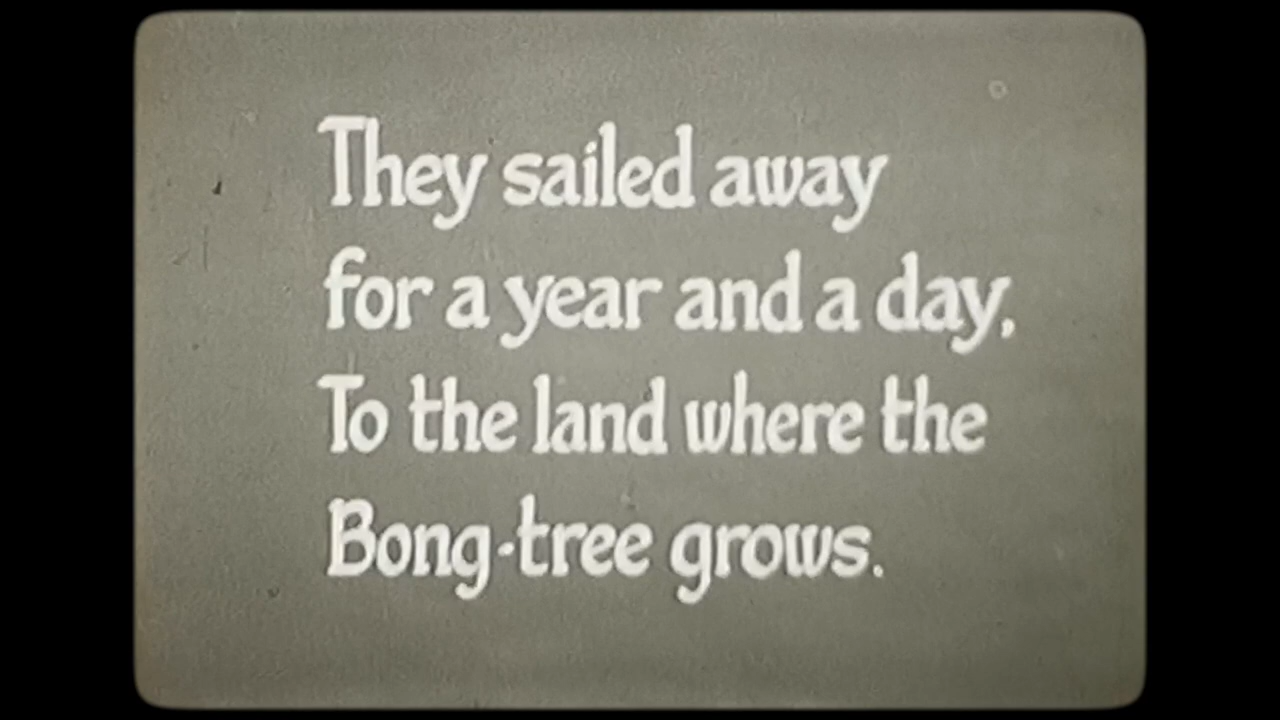 They sailed away
for a year and a day,
To the land where the
Bong-tree grows.